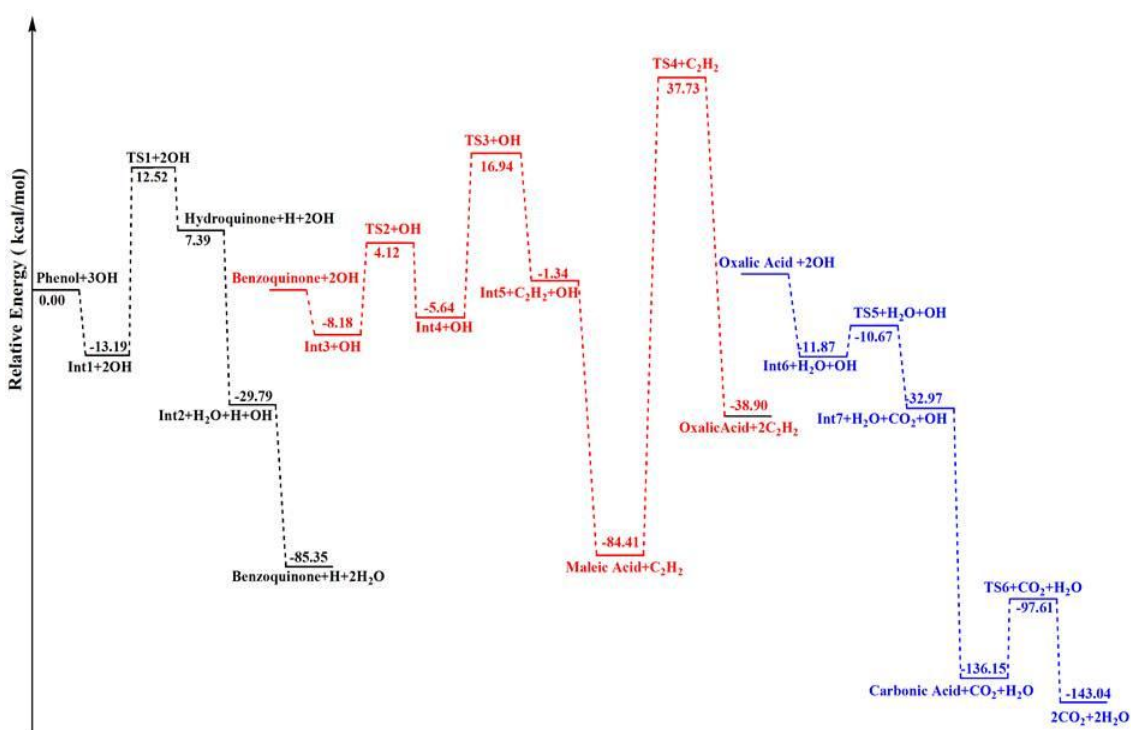 Relative Energy ( kcal/mol)
Phenol+3OH
0.00
-13.19
Int1+2OH
TS1+2OH
12.52
Hydroquinone+H+2OH
7.39
-29.79
Int2+H₂O+H+OH
-85.35
Benzoquinone+H+2H₂O
Benzoquinone+2OH
-8.18
Int3+OH
TS2+OH
4.12
-5.64
Int4+OH
TS3+OH
16.94
-1.34
Int5+C₂H₂+OH
-84.41
Maleic Acid+C₂H₂
TS4+C₂H₂
37.73
-38.90
OxalicAcid+2C₂H₂
Oxalic Acid +2OH
-11.87
Int6+H₂O+OH
TS5+H₂O+OH
-10.67
-32.97
Int7+H₂O+CO₂+OH
-136.15
Carbonic Acid+CO₂+H₂O
TS6+CO₂+H₂O
-97.61
-143.04
2CO₂+2H₂O